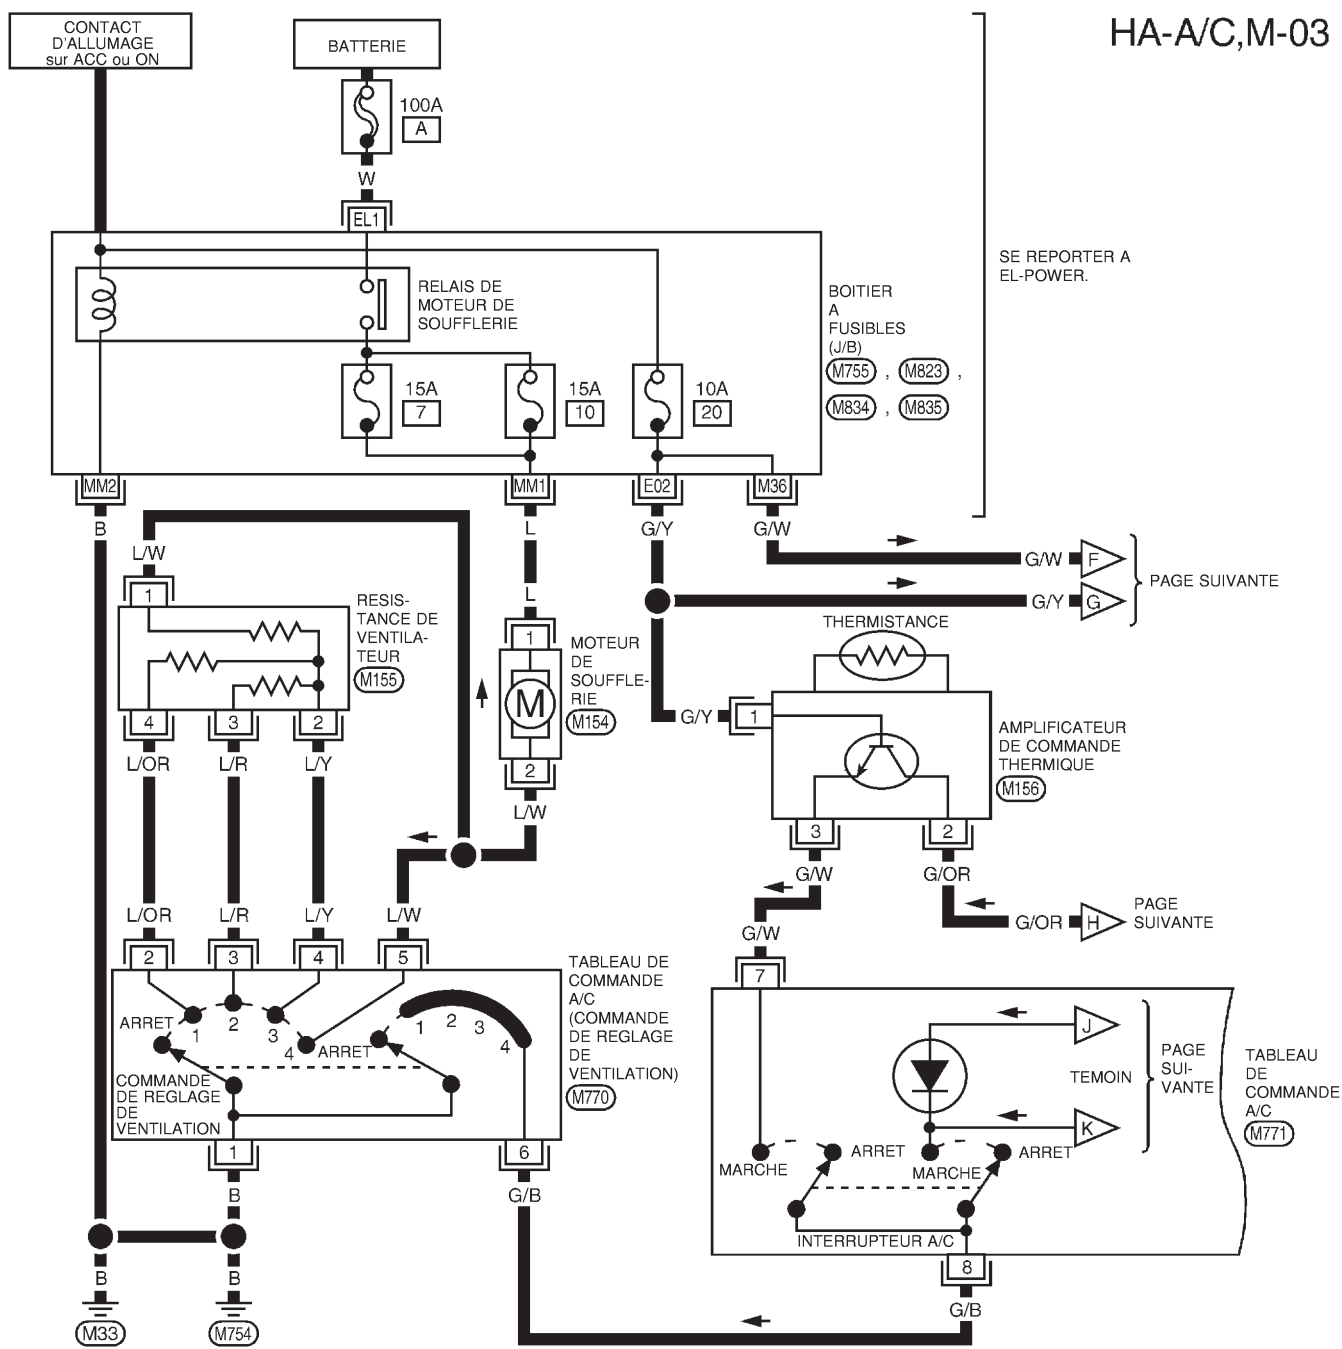 HA-A/C,M-03
CONTACT
D'ALLUMAGE
sur ACC ou ON
BATTERIE
100A
A
W
EL1
SE REPORTER A
EL-POWER.
RELAIS DE
MOTEUR DE
SOUFFLERIE
BOITIER
A
FUSIBLES
(J/B)
M755 , M823 ,
M834 , M835
15A
7
15A
10
10A
20
MM2
MM1
E02
M36
B
L
G/Y
G/W
L/W
G/W
F
G/Y
G
PAGE SUIVANTE
1
RESIS-
TANCE DE
VENTILA-
TEUR
M155
4
3
2
L/OR
L/R
L/Y
L
1
M
MOTEUR
DE
SOUFFLE-
RIE
M154
2
L/W
THERMISTANCE
G/Y
1
AMPLIFICATEUR
DE COMMANDE
THERMIQUE
M156
3
2
G/W
G/OR
G/OR
H
PAGE
SUIVANTE
G/W
7
L/OR
L/R
L/Y
L/W
2
3
4
5
TABLEAU DE
COMMANDE
A/C
(COMMANDE
DE REGLAGE
DE
VENTILATION)
M770
ARRET
1
2
3
4
ARRET
1
2
3
4
COMMANDE
DE REGLAGE
DE
VENTILATION
1
6
B
G/B
B
B
M33
M754
J
TEMOIN
K
PAGE
SUI-
VANTE
TABLEAU
DE
COMMANDE
A/C
M771
MARCHE
ARRET
MARCHE
ARRET
INTERRUPTEUR A/C
8
G/B